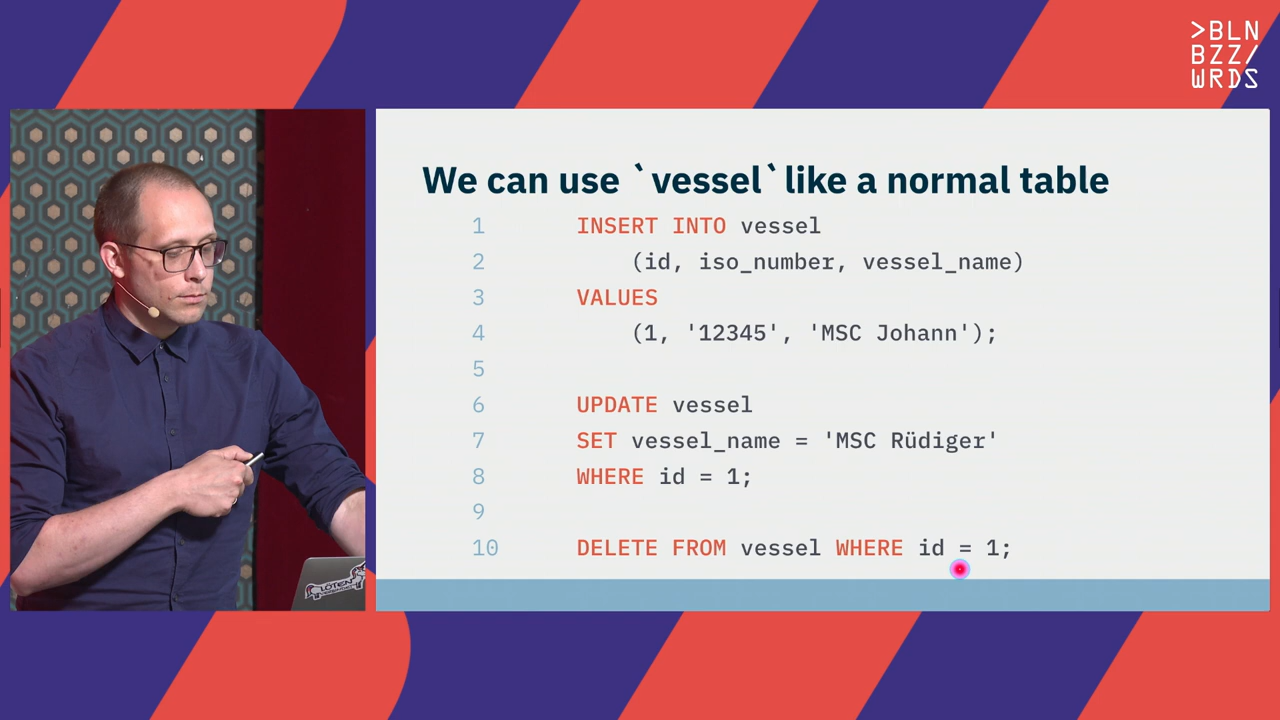 >BLN
BZZ/
WRDS
We can use `vessel` like a normal table
1 INSERT INTO vessel
2 (id, iso_number, vessel_name)
3 VALUES
4 (1, '12345', 'MSC Johann');
5
6 UPDATE vessel
7 SET vessel_name = 'MSC Rüdiger'
8 WHERE id = 1;
9
10 DELETE FROM vessel WHERE id = 1;